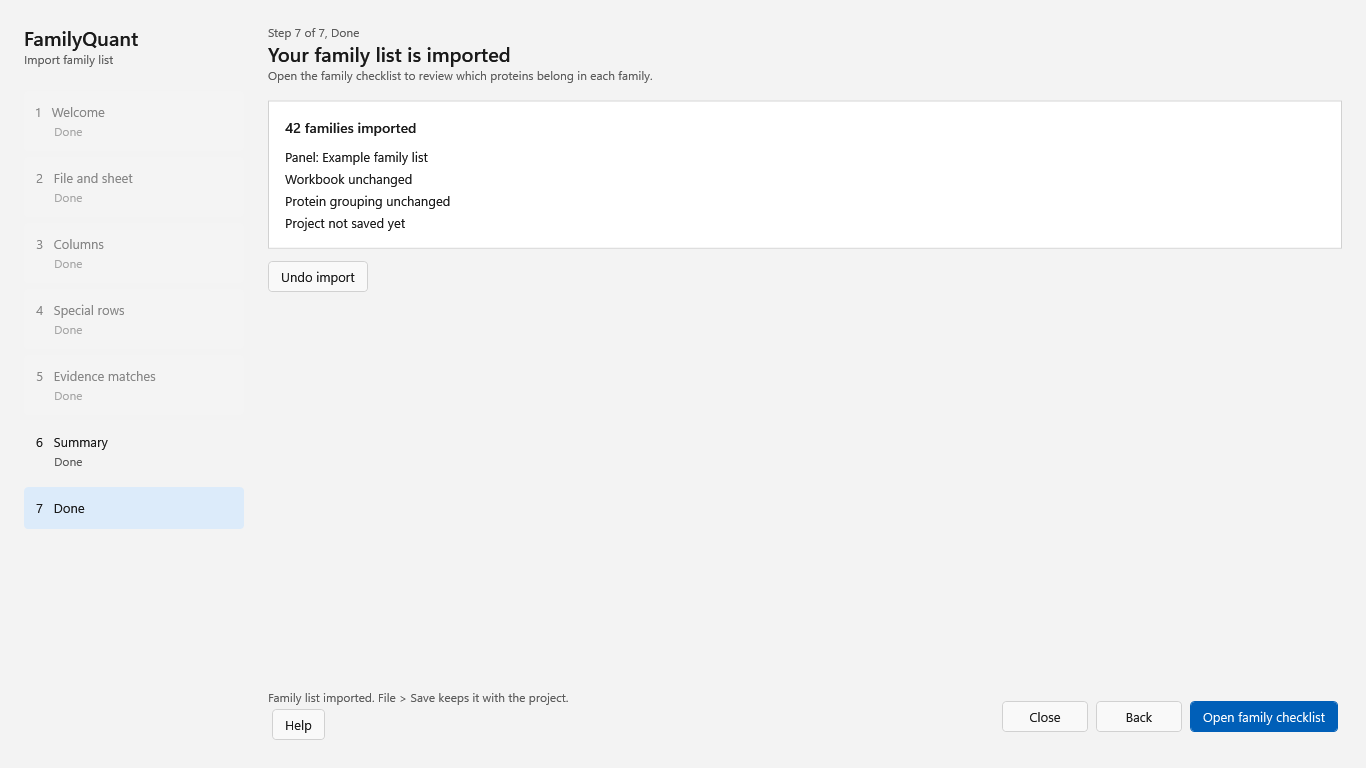 FamilyQuant
Import family list
1 Welcome
Done
2 File and sheet
Done
3 Columns
Done
4 Special rows
Done
5 Evidence matches
Done
6 Summary
Done
7 Done
Step 7 of 7, Done
Your family list is imported
Open the family checklist to review which proteins belong in each family.
42 families imported
Panel: Example family list
Workbook unchanged
Protein grouping unchanged
Project not saved yet
Undo import
Family list imported. File > Save keeps it with the project.
Help
Close
Back
Open family checklist